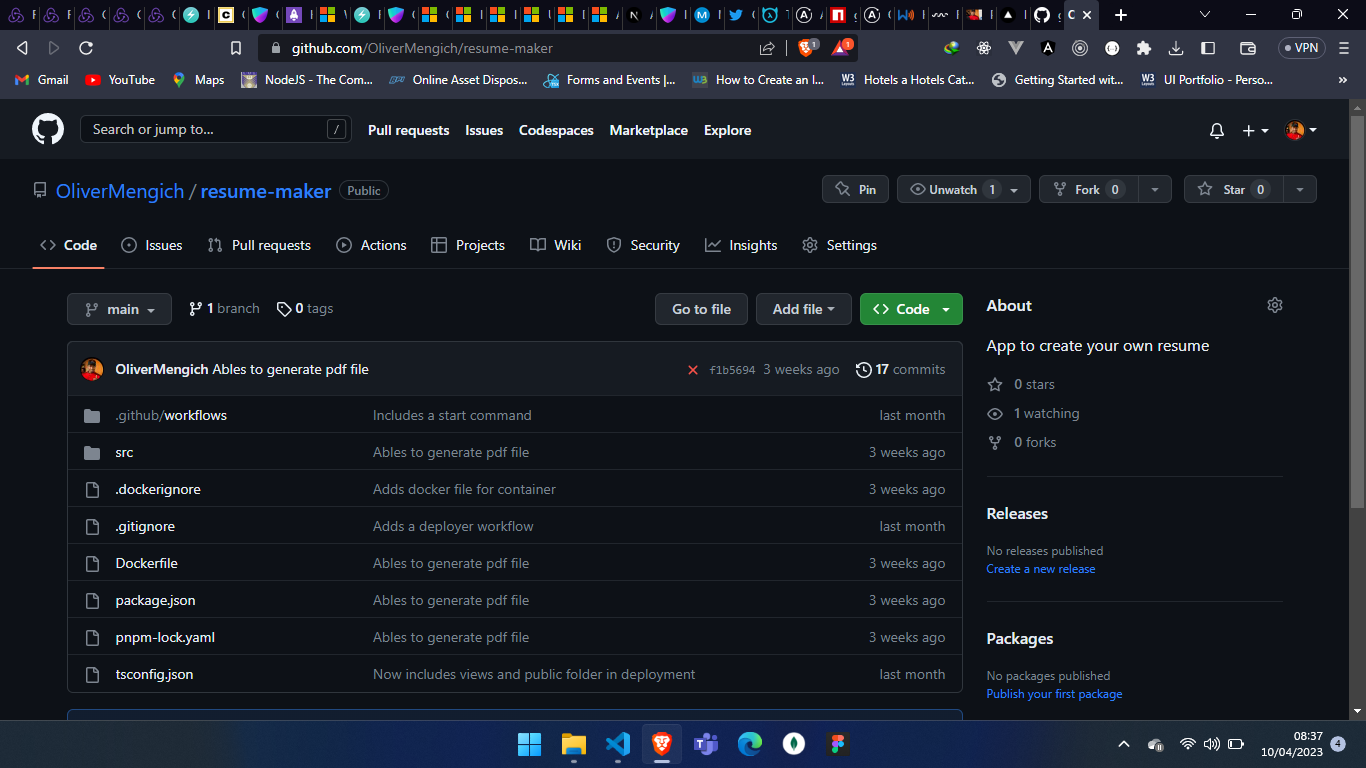 github.com/OliverMengich/resume-maker
1
1
VPN
Gmail
YouTube
Maps
NodeJS - The Com...
Online Asset Dispos...
Forms and Events |...
How to Create an I...
Hotels a Hotels Cat...
Getting Started wit...
UI Portfolio - Perso...
»
Search or jump to...
/
Pull requests
Issues
Codespaces
Marketplace
Explore
OliverMengich / resume-maker
Public
Pin
Unwatch 1
Fork 0
Star 0
Code
Issues
Pull requests
Actions
Projects
Wiki
Security
Insights
Settings
main
1 branch
0 tags
Go to file
Add file
Code
OliverMengich Ables to generate pdf file
f1b5694 3 weeks ago
17 commits
.github/workflows Includes a start command last month
src Ables to generate pdf file 3 weeks ago
.dockerignore Adds docker file for container 3 weeks ago
.gitignore Adds a deployer workflow last month
Dockerfile Ables to generate pdf file 3 weeks ago
package.json Ables to generate pdf file 3 weeks ago
pnpm-lock.yaml Ables to generate pdf file 3 weeks ago
tsconfig.json Now includes views and public folder in deployment last month
About
App to create your own resume
0 stars
1 watching
0 forks
Releases
No releases published
Create a new release
Packages
No packages published
Publish your first package
08:37
10/04/2023
4